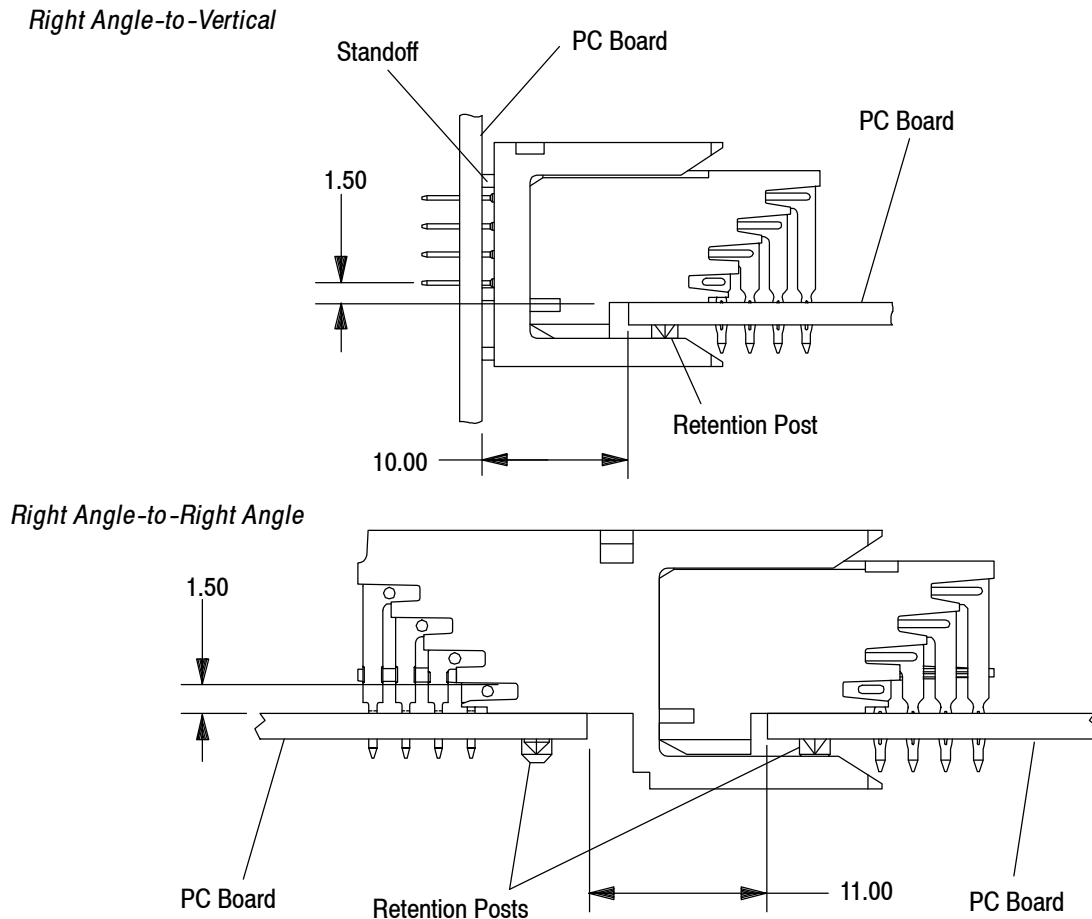 Right Angle-to-Vertical
Standoff
PC Board
PC Board
1.50
Retention Post
10.00
Right Angle-to-Right Angle
1.50
11.00
PC Board
Retention Posts
PC Board